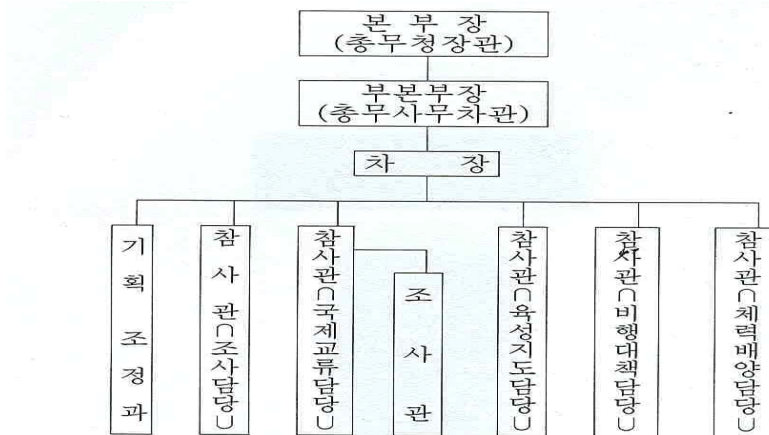 본 부 장
(총무청장관)
부본부장
(총무사무차관)
차 장
기획조정과
참사관(조사담당)
참사관(국제교류담당)
조사관
참사관(육성지도담당)
참사관(비행대책담당)
참사관(체력배양담당)